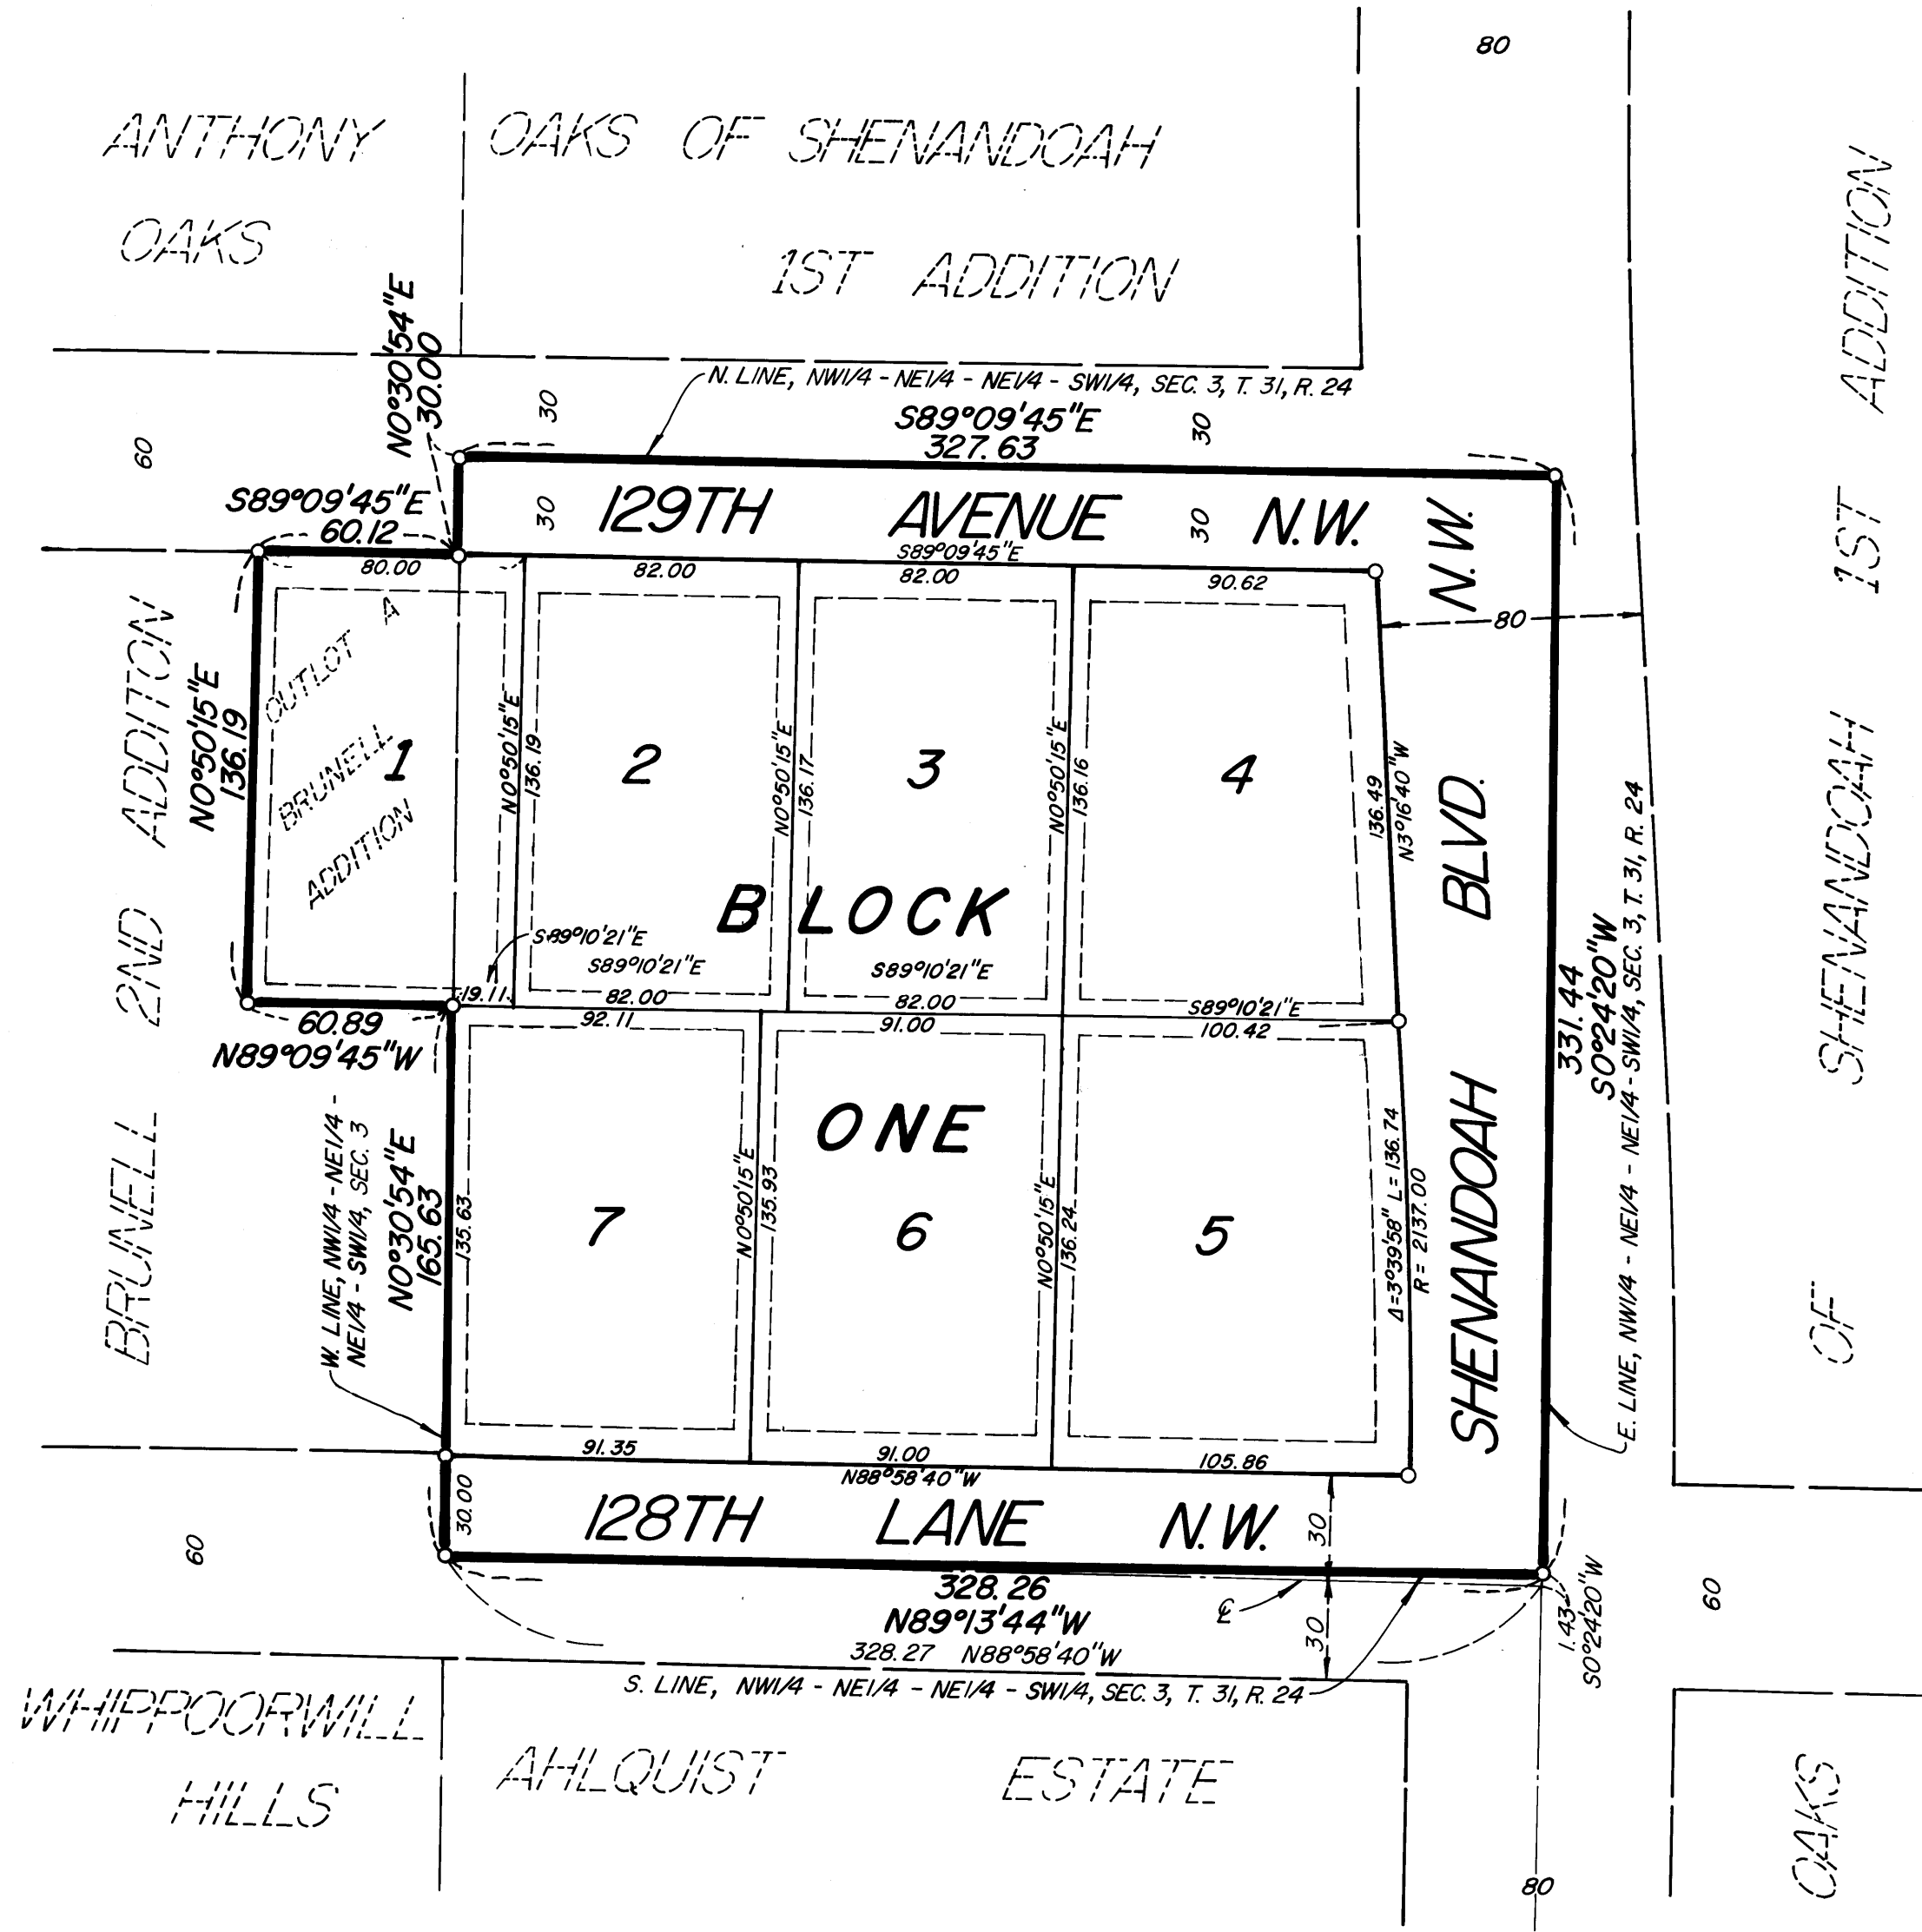 80
ANTHONY
OAKS
OAKS OF SHENANDOAH
1ST ADDITION
N0°30'54"E
30.00
60
30
N. LINE, NW1/4 - NE1/4 - NE1/4 - SW1/4, SEC. 3, T. 31, R. 24
S89°09'45"E
327.63
30
S89°09'45"E
60.12
80.00
30
129TH AVENUE N.W.
30
S89°09'45"E
82.00
82.00
90.62
80
OUTLOT A
BRUNELL
ADDITION
N0°50'15"E
136.19
1
N0°50'15"E
136.19
2
N0°50'15"E
136.17
3
N0°50'15"E
136.16
4
136.49
N3°16'40"W
BLOCK
S89°10'21"E
S89°10'21"E
S89°10'21"E
S89°10'21"E
19.11
82.00
82.00
60.89
N89°09'45"W
92.11
91.00
100.42
ONE
W. LINE, NW1/4 - NE1/4 -
NE1/4 - SW1/4, SEC. 3
N0°30'54"E
165.63
135.63
7
N0°50'15"E
135.93
6
N0°50'15"E
136.24
5
Δ=3°39'58" L=136.74
R = 2137.00
SHENANDOAH BLVD. N.W.
331.44
S0°24'20"W
E. LINE, NW1/4 - NE1/4 - NE1/4 - SW1/4, SEC. 3, T. 31, R. 24
91.35
91.00
105.86
N88°58'40"W
30.00
128TH LANE N.W.
30
60
328.26
N89°13'44"W
328.27 N88°58'40"W
℄
30
1.43
S0°24'20"W
60
S. LINE, NW1/4 - NE1/4 - NE1/4 - SW1/4, SEC. 3, T. 31, R. 24
WHIPPOORWILL
HILLS
AHLQUIST ESTATE
80
BRUNELL 2ND ADDITON
OAKS OF SHENANDOAH 1ST ADDITION